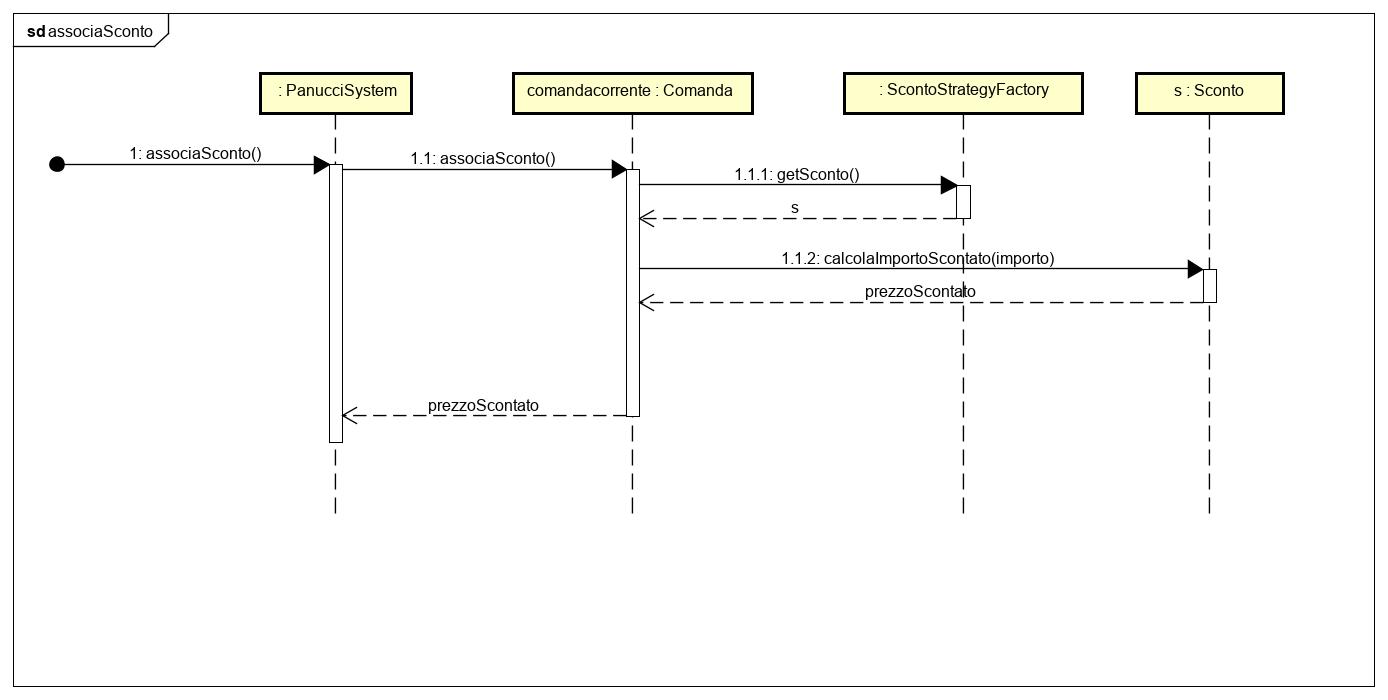 sd associaSconto
: PanucciSystem
comandacorrente : Comanda
: ScontoStrategyFactory
s : Sconto
1: associaSconto()
1.1: associaSconto()
1.1.1: getSconto()
s
1.1.2: calcolaImportoScontato(importo)
prezzoScontato
prezzoScontato